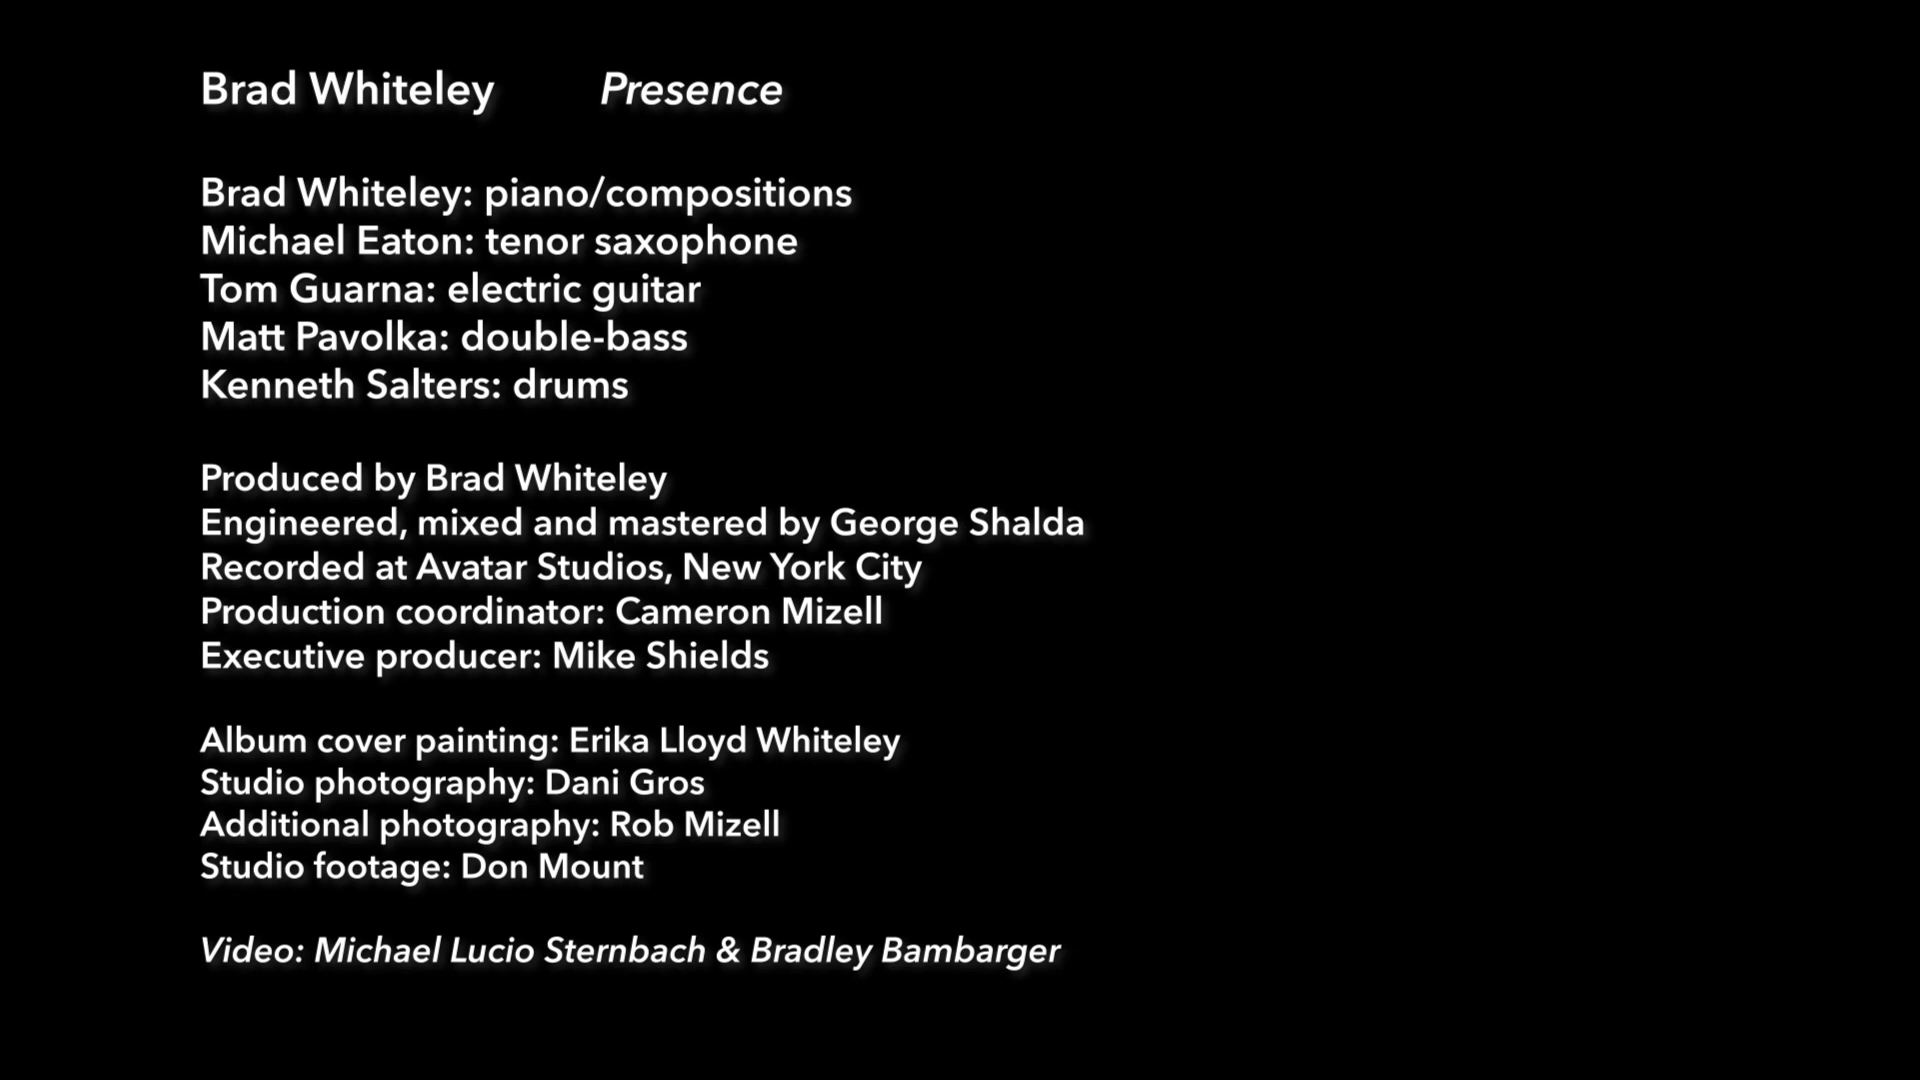 Brad Whiteley Presence
Brad Whiteley: piano/compositions
Michael Eaton: tenor saxophone
Tom Guarna: electric guitar
Matt Pavolka: double-bass
Kenneth Salters: drums
Produced by Brad Whiteley
Engineered, mixed and mastered by George Shalda
Recorded at Avatar Studios, New York City
Production coordinator: Cameron Mizell
Executive producer: Mike Shields
Album cover painting: Erika Lloyd Whiteley
Studio photography: Dani Gros
Additional photography: Rob Mizell
Studio footage: Don Mount
Video: Michael Lucio Sternbach & Bradley Bambarger